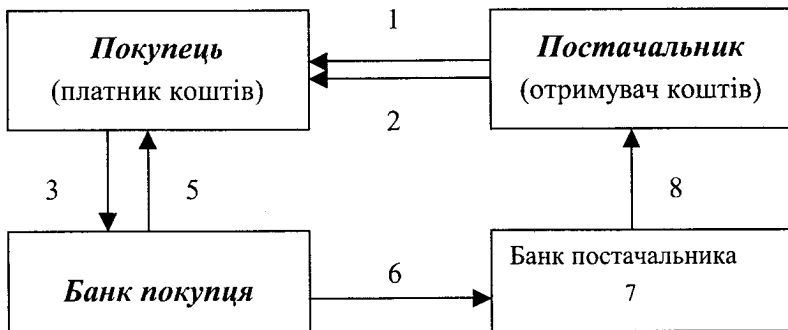 1
Покупець
(платник коштів)
Постачальник
(отримувач коштів)
2
3
5
8
Банк покупця
6
Банк постачальника
7